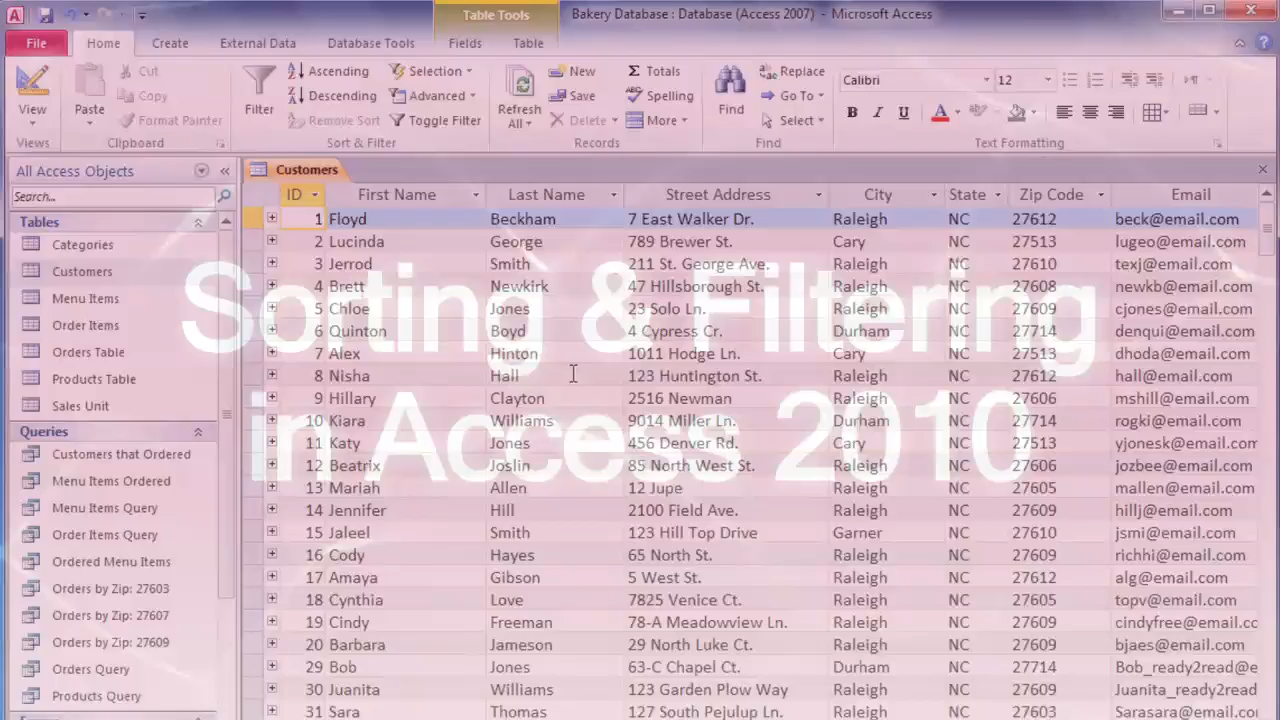 Table Tools
Bakery Database : Database (Access 2007) - Microsoft Access
File Home Create External Data Database Tools Fields Table
View
Views
Paste
Cut
Copy
Format Painter
Clipboard
Filter
Ascending
Descending
Remove Sort
Selection
Advanced
Toggle Filter
Sort & Filter
Refresh
All
New
Save
Delete
Totals
Spelling
More
Records
Find
Replace
Go To
Select
Find
Calibri 12
B I U A
Text Formatting
All Access Objects
Search...
Tables
Categories
Customers
Menu Items
Order Items
Orders Table
Products Table
Sales Unit
Queries
Customers that Ordered
Menu Items Ordered
Menu Items Query
Order Items Query
Ordered Menu Items
Orders by Zip: 27603
Orders by Zip: 27607
Orders by Zip: 27609
Orders Query
Products Query
Customers
ID First Name Last Name Street Address City State Zip Code Email
1 Floyd Beckham 7 East Walker Dr. Raleigh NC 27612 beck@email.com
2 Lucinda George 789 Brewer St. Cary NC 27513 lugeo@email.com
3 Jerrod Smith 211 St. George Ave. Raleigh NC 27610 texj@email.com
4 Brett Newkirk 47 Hillsborough St. Raleigh NC 27608 newkb@email.com
5 Chloe Jones 23 Solo Ln. Raleigh NC 27609 cjones@email.com
6 Quinton Boyd 4 Cypress Cr. Durham NC 27714 denqui@email.com
7 Alex Hinton 1011 Hodge Ln. Cary NC 27513 dhoda@email.com
8 Nisha Hall 123 Huntington St. Raleigh NC 27612 hall@email.com
9 Hillary Clayton 2516 Newman Raleigh NC 27606 mshill@email.com
10 Kiara Williams 9014 Miller Ln. Durham NC 27714 rogki@email.com
11 Katy Jones 456 Denver Rd. Cary NC 27513 yjonesk@email.com
12 Beatrix Joslin 85 North West St. Raleigh NC 27606 jozbee@email.com
13 Mariah Allen 12 Jupe Raleigh NC 27605 mallen@email.com
14 Jennifer Hill 2100 Field Ave. Raleigh NC 27609 hillj@email.com
15 Jaleel Smith 123 Hill Top Drive Garner NC 27610 jsmi@email.com
16 Cody Hayes 65 North St. Raleigh NC 27609 richhi@email.com
17 Amaya Gibson 5 West St. Raleigh NC 27612 alg@email.com
18 Cynthia Love 7825 Venice Ct. Raleigh NC 27605 topv@email.com
19 Cindy Freeman 78-A Meadowview Ln. Raleigh NC 27609 cindyfree@email.cc
20 Barbara Jameson 29 North Luke Ct. Raleigh NC 27609 bjaes@email.com
29 Bob Jones 63-C Chapel Ct. Durham NC 27714 Bob_ready2read@e
30 Juanita Williams 123 Garden Plow Way Raleigh NC 27609 Juanita_ready2read
31 Sara Thomas 127 South Pejulup Ln. Raleigh NC 27603 Sarasara@email.com
Sorting & Filtering
in Access 2010